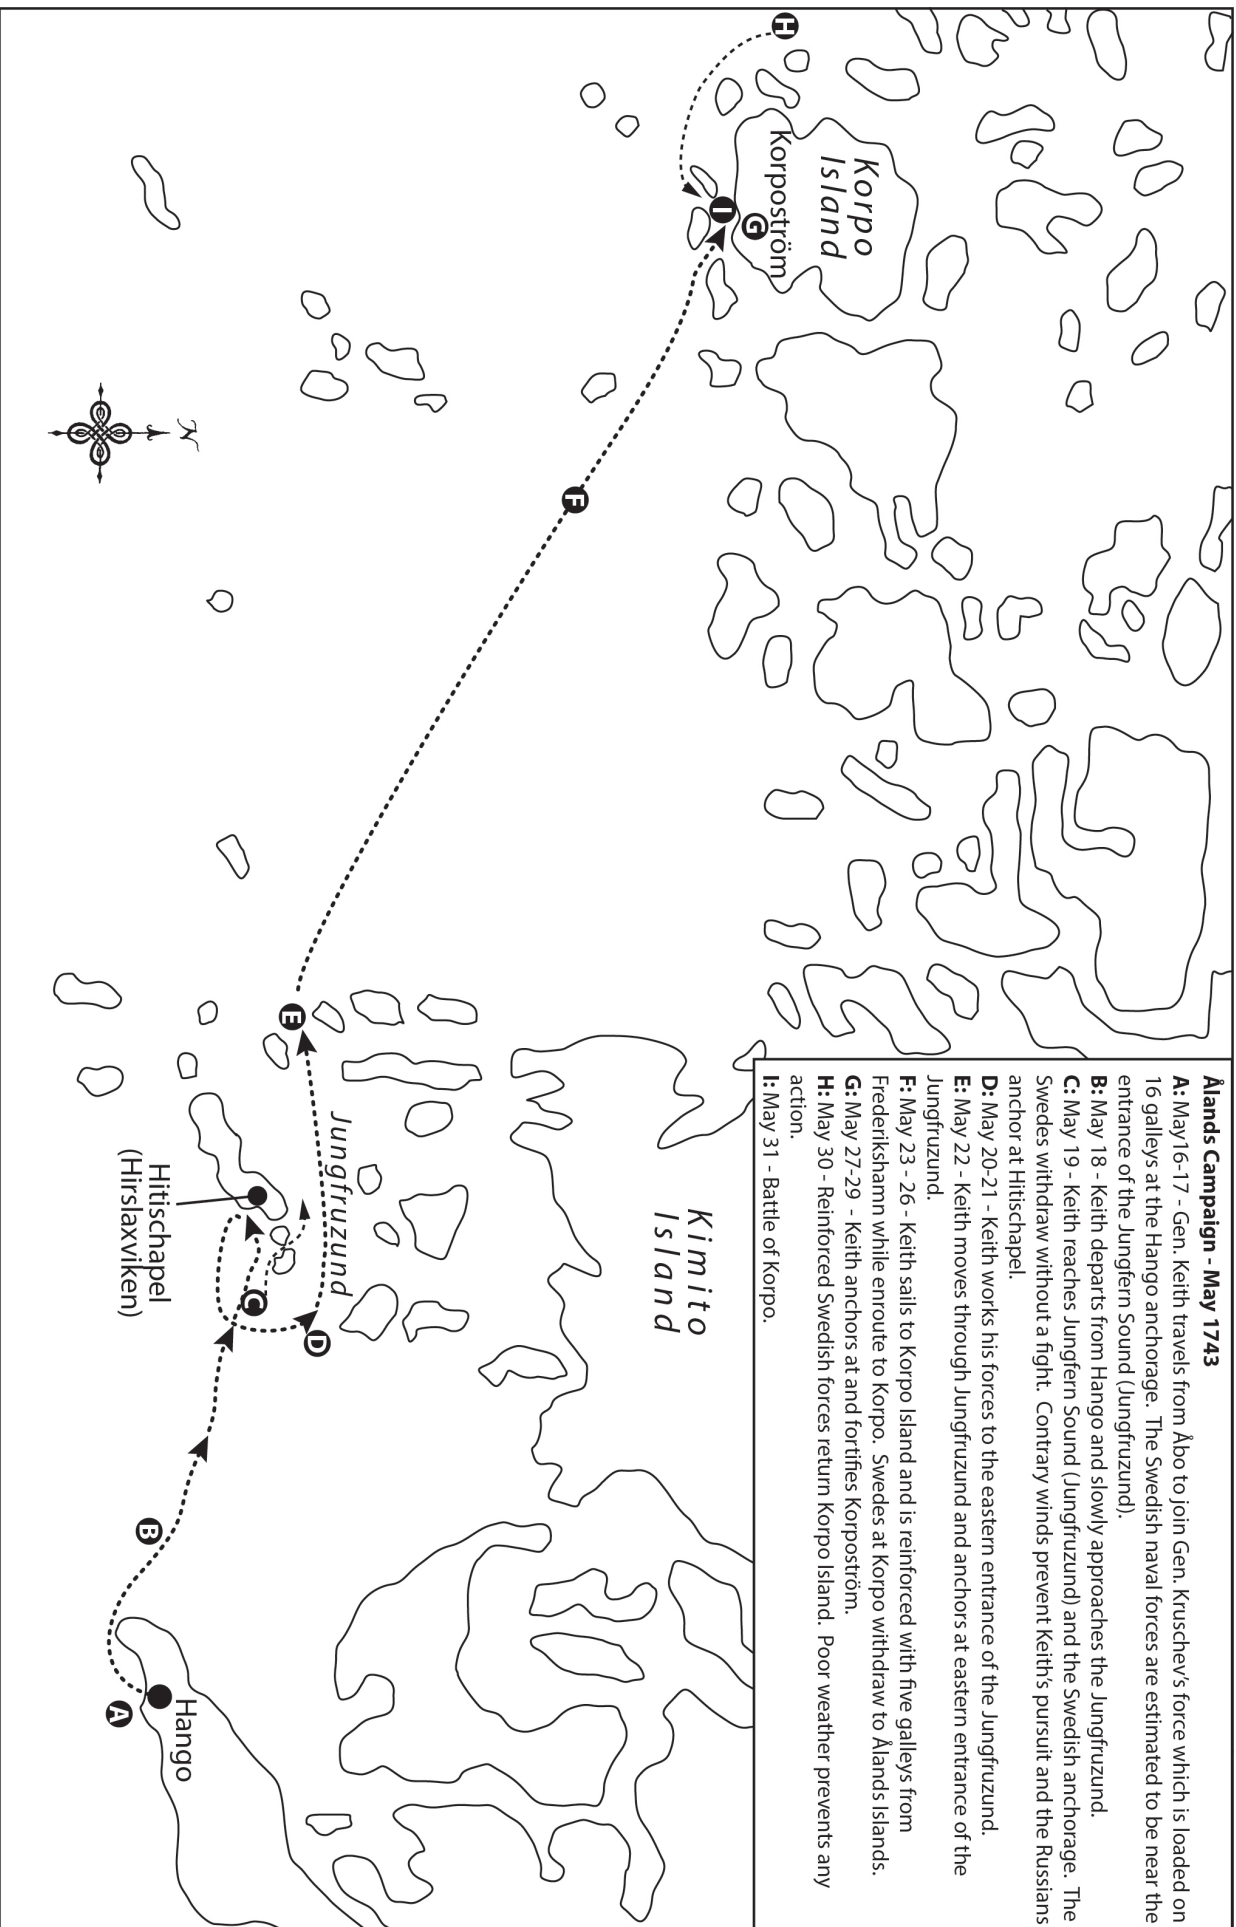 Ålands Campaign - May 1743
A: May16-17 - Gen. Keith travels from Åbo to join Gen. Kruschev's force which is loaded on
16 galleys at the Hango anchorage. The Swedish naval forces are estimated to be near the
entrance of the Jungfern Sound (Jungfruzund).
B: May 18 - Keith departs from Hango and slowly approaches the Jungfruzund.
C: May 19 - Keith reaches Jungfern Sound (Jungfruzund) and the Swedish anchorage. The
Swedes withdraw without a fight. Contrary winds prevent Keith's pursuit and the Russians
anchor at Hitischapel.
D: May 20-21 - Keith works his forces to the eastern entrance of the Jungfruzund.
E: May 22 - Keith moves through Jungfruzund and anchors at eastern entrance of the
Jungfruzund.
F: May 23 - 26 - Keith sails to Korpo Island and is reinforced with five galleys from
Frederikshamn while enroute to Korpo. Swedes at Korpo withdraw to Ålands Islands.
G: May 27-29 - Keith anchors at and fortifies Korpoström.
H: May 30 - Reinforced Swedish forces return Korpo Island. Poor weather prevents any
action.
I: May 31 - Battle of Korpo.
Korpo
Island
Korpoström
H
G
I
F
N
E
Kimito
Island
Jungfruzund
D
C
Hitischapel
(Hirslaxviken)
B
Hango
A